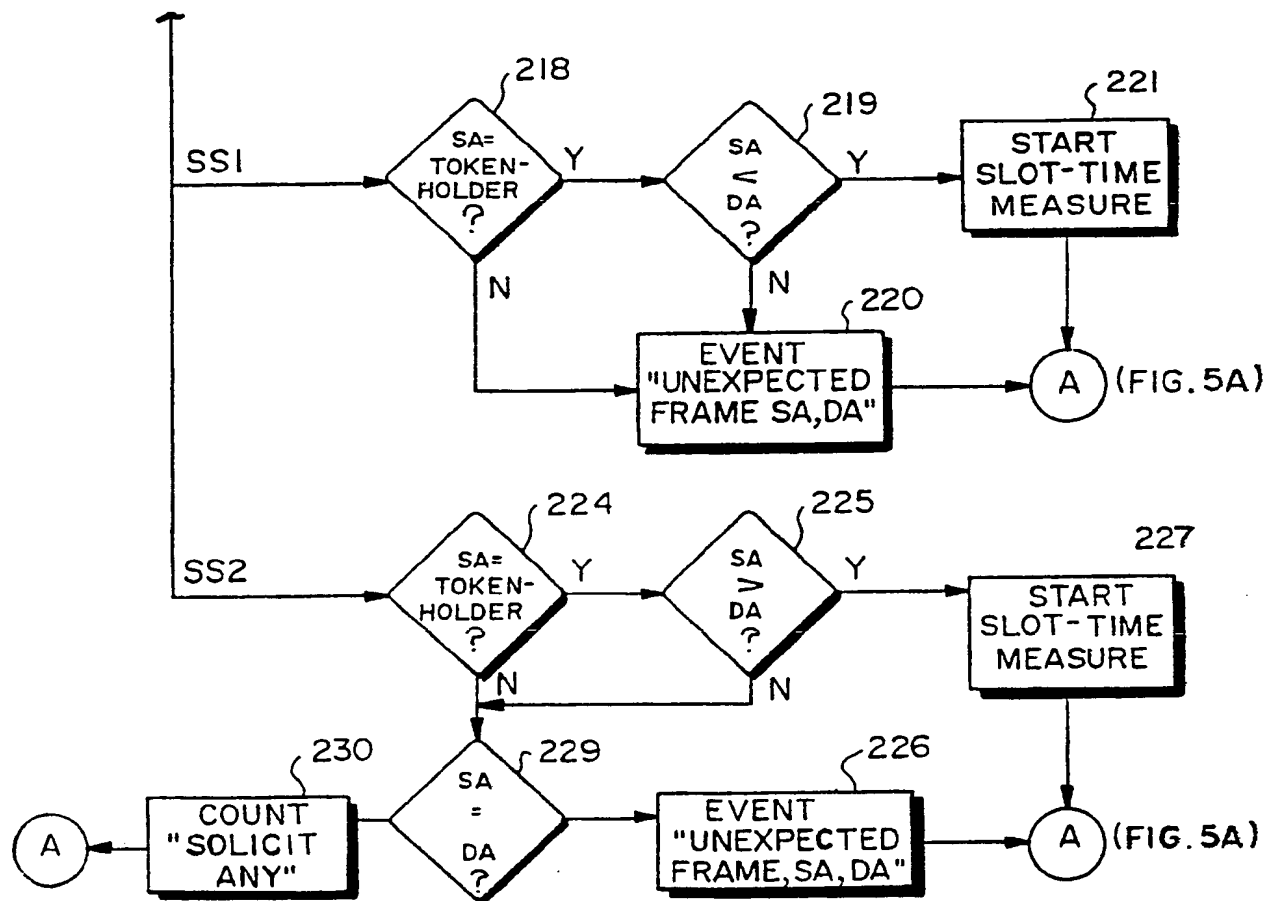 218
219
221
SS1
SA=
TOKEN-
HOLDER
?
Y
SA
<
DA
?
Y
START
SLOT-TIME
MEASURE
N
N
220
EVENT
"UNEXPECTED
FRAME SA,DA"
A
(FIG. 5A)
224
225
227
SS2
SA=
TOKEN-
HOLDER
?
Y
SA
>
DA
?
Y
START
SLOT-TIME
MEASURE
N
N
230
229
226
A
COUNT
"SOLICIT
ANY"
SA
=
DA
?
EVENT
"UNEXPECTED
FRAME,SA,DA"
A
(FIG. 5A)